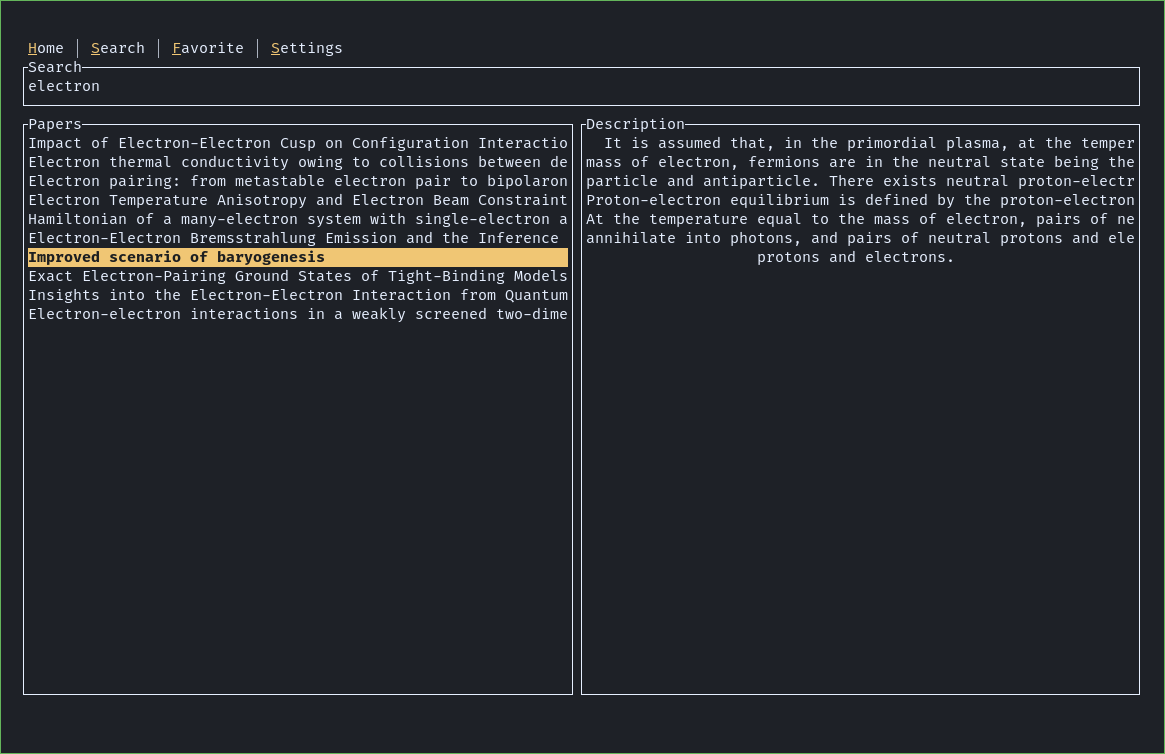 Home │ Search │ Favorite │ Settings
Search
electron
Papers
Impact of Electron-Electron Cusp on Configuration Interactio
Electron thermal conductivity owing to collisions between de
Electron pairing: from metastable electron pair to bipolaron
Electron Temperature Anisotropy and Electron Beam Constraint
Hamiltonian of a many-electron system with single-electron a
Electron-Electron Bremsstrahlung Emission and the Inference
Improved scenario of baryogenesis
Exact Electron-Pairing Ground States of Tight-Binding Models
Insights into the Electron-Electron Interaction from Quantum
Electron-electron interactions in a weakly screened two-dime
Description
It is assumed that, in the primordial plasma, at the temper
mass of electron, fermions are in the neutral state being the
particle and antiparticle. There exists neutral proton-electr
Proton-electron equilibrium is defined by the proton-electron
At the temperature equal to the mass of electron, pairs of ne
annihilate into photons, and pairs of neutral protons and ele
protons and electrons.